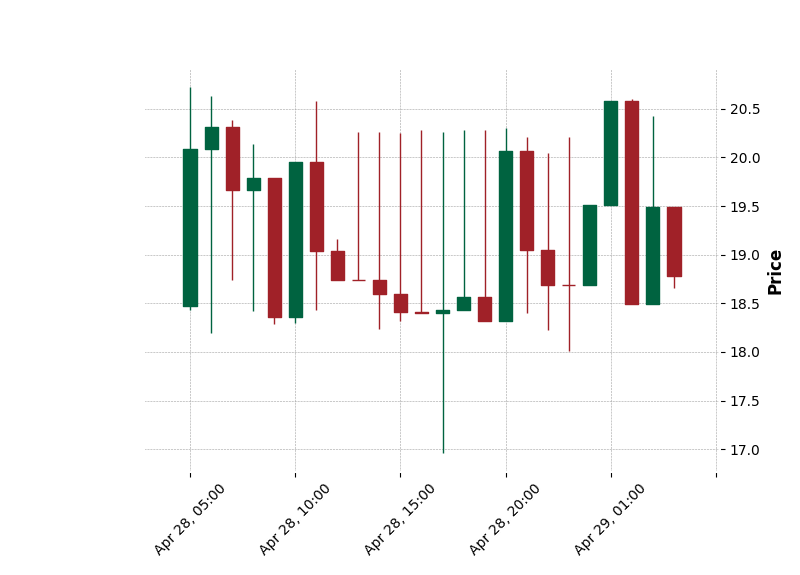 20.5
20.0
19.5
19.0
18.5
18.0
17.5
17.0
Price
Apr 28, 05:00
Apr 28, 10:00
Apr 28, 15:00
Apr 28, 20:00
Apr 29, 01:00